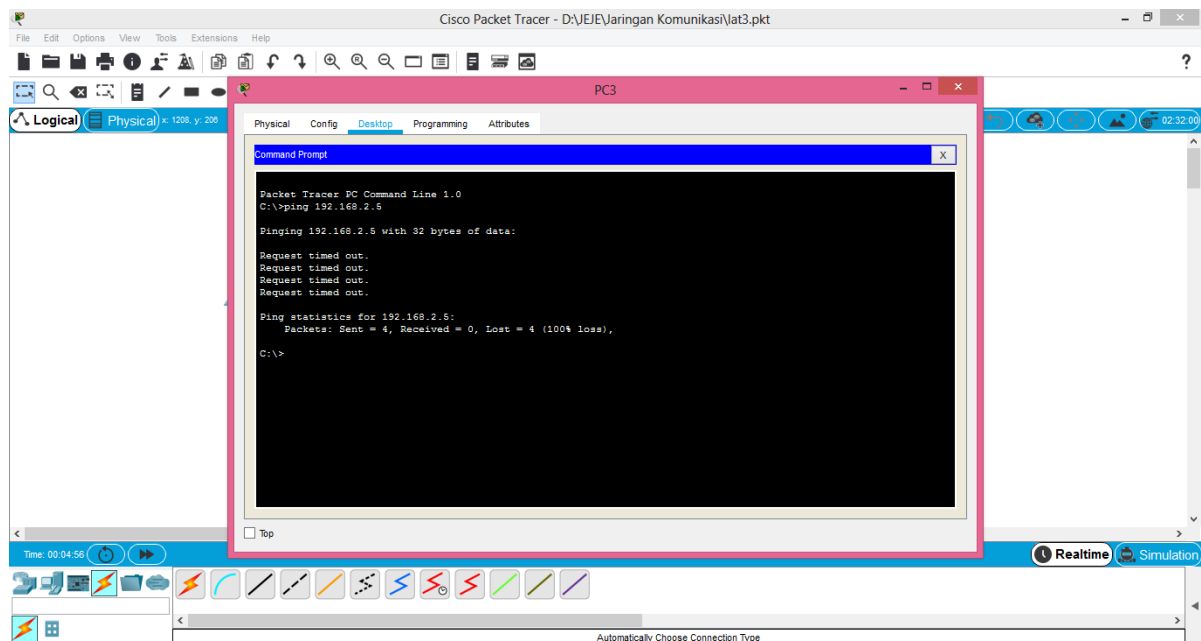 Cisco Packet Tracer - D:\JEJE\Jaringan Komunikasi\lat3.pkt
File Edit Options View Tools Extensions Help
?
PC3
Logical Physical x: 1208, y: 206
02:32:00
Physical Config Desktop Programming Attributes
Command Prompt
X
Packet Tracer PC Command Line 1.0
C:\>ping 192.168.2.5
Pinging 192.168.2.5 with 32 bytes of data:
Request timed out.
Request timed out.
Request timed out.
Request timed out.
Ping statistics for 192.168.2.5:
Packets: Sent = 4, Received = 0, Lost = 4 (100% loss),
C:\>
Top
Time: 00:04:56
Realtime Simulation
Automatically Choose Connection Type